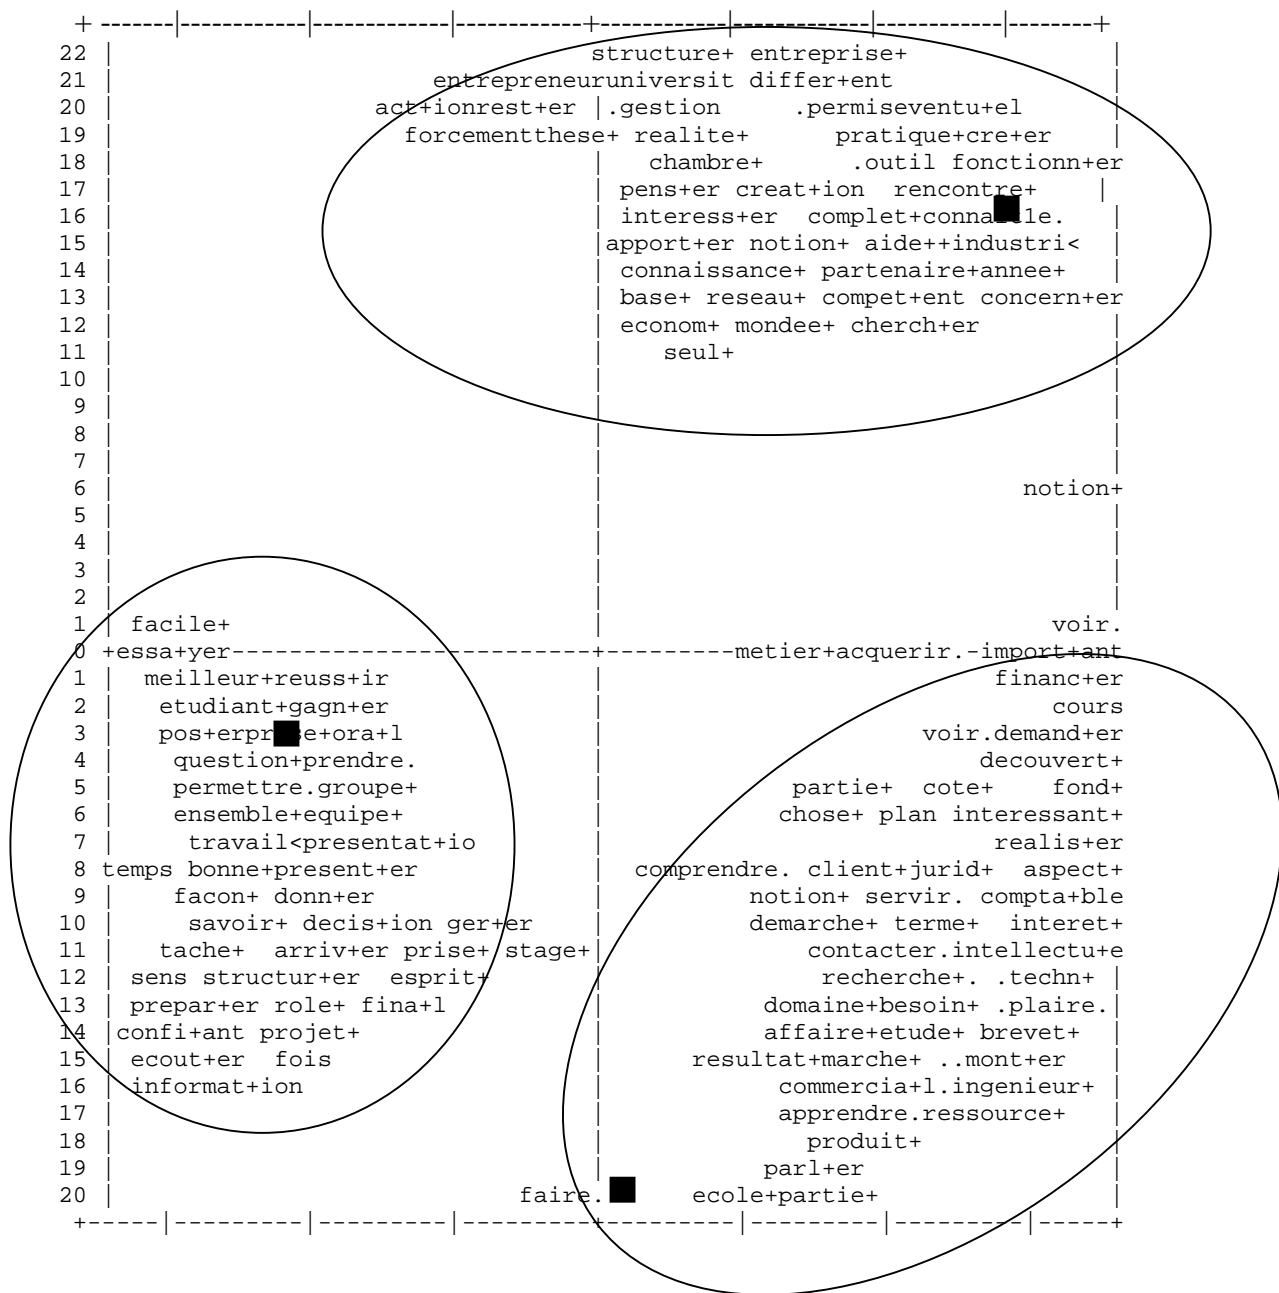 + -------|--------|---------|---------+---------|---------|---------|-------+
22 | structure+ entreprise+ |
21 | entrepreneuruniversit differ+ent
20 | act+ionrest+er |.gestion .permiseventu+el
19 | forcementthese+ realite+ pratique+cre+er |
18 | | chambre+ .outil fonctionn+er
17 | | pens+er creat+ion rencontre+ |
16 | | interess+er complet+
15 | |apport+er notion+ aide++industri< |
14 | | connaissance+ partenaire+annee+ |
13 | | base+ reseau+ compet+ent concern+er
12 | | econom+ mondee+ cherch+er |
11 | | seul+ |
10 | | |
9 | | |
8 | | |
7 | | |
6 | | notion+
5 | | |
4 | | |
3 | | |
2 | | |
1 | facile+ | voir.
0 +essa+yer-------------------------+---------metier+acquerir.-import+ant
1 | meilleur+reuss+ir | financ+er
2 | etudiant+gagn+er | cours
3 | pos+er +ora+l | voir.demand+er
4 | question+prendre. | decouvert+
5 | permettre.groupe+ | partie+ cote+ fond+
6 | ensemble+equipe+ | chose+ plan interessant+
7 | travail<presentat+io | realis+er
8 temps bonne+present+er | comprendre. client+jurid+ aspect+
9 | facon+ donn+er | notion+ servir. compta+ble
10 | savoir+ decis+ion ger+er | demarche+ terme+ interet+
11 | tache+ arriv+er prise+ stage+| contacter.intellectu+e
12 | sens structur+er esprit+ | recherche+. .techn+ |
13 | prepar+er role+ fina+l | domaine+besoin+ .plaire.|
14 |confi+ant projet+ | affaire+etude+ brevet+ |
15 | ecout+er fois | resultat+marche+ ..mont+er |
16 | informat+ion | commercia+l.ingenieur+ |
17 | | apprendre.ressource+ |
18 | | produit+ |
19 | | parl+er |
20 | faire. ecole+partie+ |
+-----|---------|---------|---------+---------|---------|---------|-----+